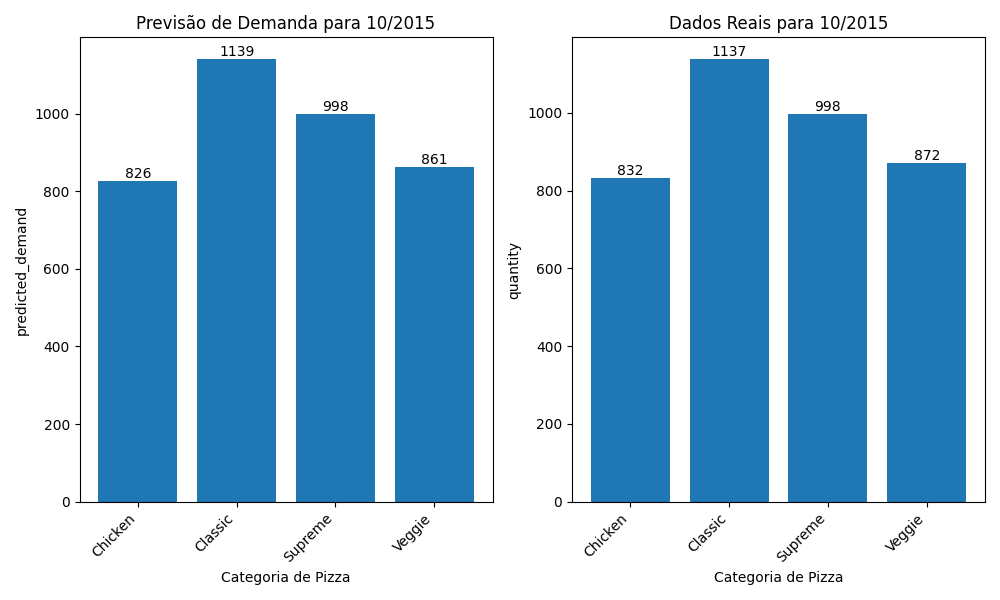 Previsão de Demanda para 10/2015
predicted_demand
1000
800
600
400
200
0
826
1139
998
861
Chicken
Classic
Supreme
Veggie
Categoria de Pizza
Dados Reais para 10/2015
quantity
1000
800
600
400
200
0
832
1137
998
872
Chicken
Classic
Supreme
Veggie
Categoria de Pizza